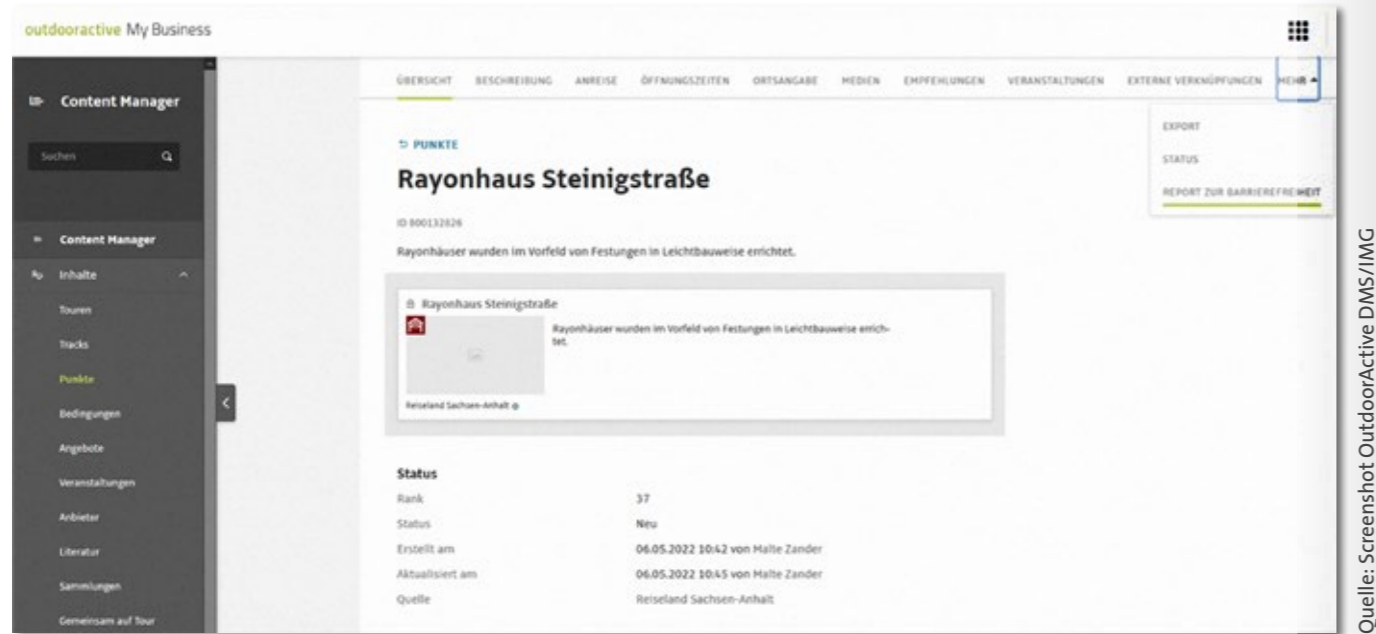 outdooractive My Business
Content Manager
Suchen
Content Manager
Inhalte
Touren
Tracks
Punkte
Bedingungen
Angebote
Veranstaltungen
Anbieter
Literatur
Sammlungen
Gemeinsam auf Tour
ÜBERSICHT BESCHREIBUNG ANREISE ÖFFNUNGSZEITEN ORTSANGABE MEDIEN EMPFEHLUNGEN VERANSTALTUNGEN EXTERNE VERKNÜPFUNGEN MEHR
EXPORT
STATUS
REPORT ZUR BARRIEREFREIHEIT
PUNKTE
Rayonhaus Steinigstraße
ID 800132826
Rayonhäuser wurden im Vorfeld von Festungen in Leichtbauweise errichtet.
Rayonhaus Steinigstraße
Rayonhäuser wurden im Vorfeld von Festungen in Leichtbauweise errich-
tet.
Reiseland Sachsen-Anhalt
Status
Rank 37
Status Neu
Erstellt am 06.05.2022 10:42 von Malte Zander
Aktualisiert am 06.05.2022 10:45 von Malte Zander
Quelle Reiseland Sachsen-Anhalt
Quelle: Screenshot OutdoorActive DMS/IMG